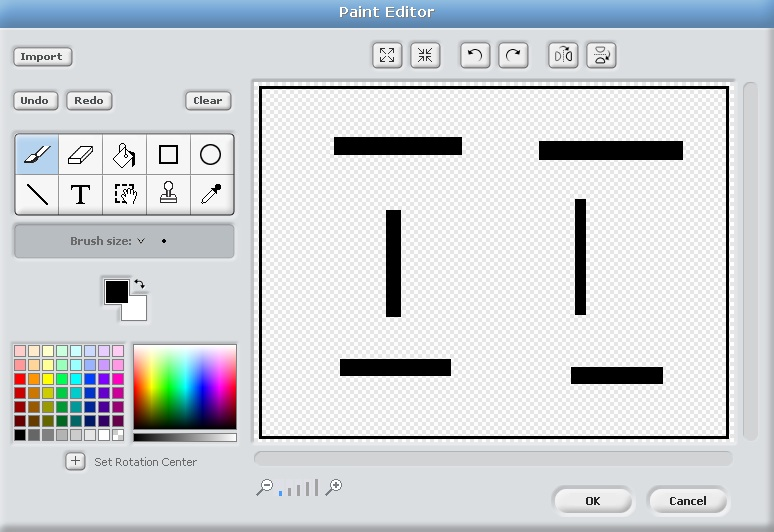 Paint Editor
Import
Undo Redo Clear
T
Brush size:
Set Rotation Center
OK Cancel